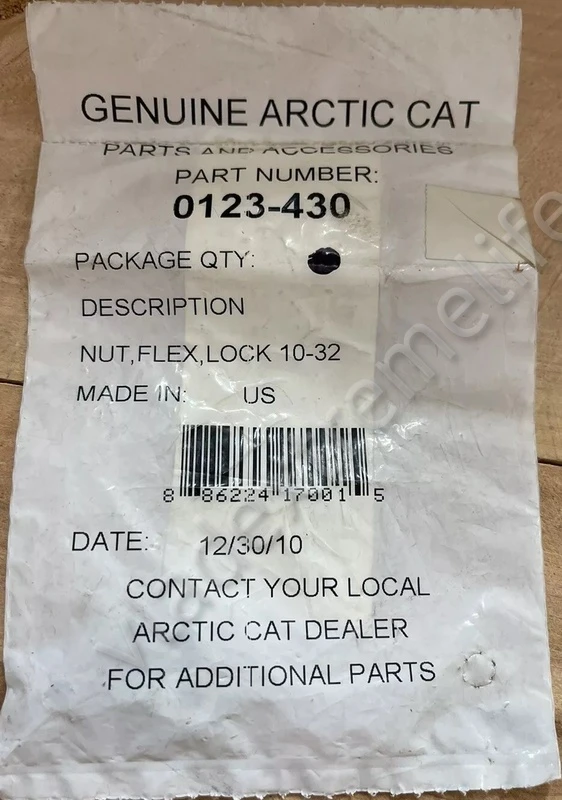 GENUINE ARCTIC CAT
PARTS AND ACCESSORIES
PART NUMBER:
0123-430
PACKAGE QTY:
DESCRIPTION
NUT,FLEX,LOCK 10-32
MADE IN: US
8 86224 17001 5
DATE: 12/30/10
CONTACT YOUR LOCAL
ARCTIC CAT DEALER
FOR ADDITIONAL PARTS